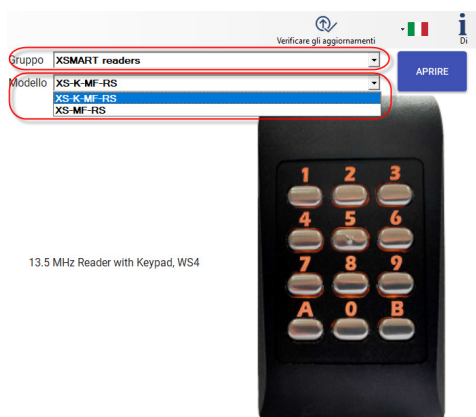 Verificare gli aggiornamenti
Di
Gruppo XSMART readers
Modello XS-K-MF-RS
APRIRE
XS-K-MF-RS
XS-MF-RS
1 2 3
4 5 6
13.5 MHz Reader with Keypad, WS4
7 8 9
A 0 B